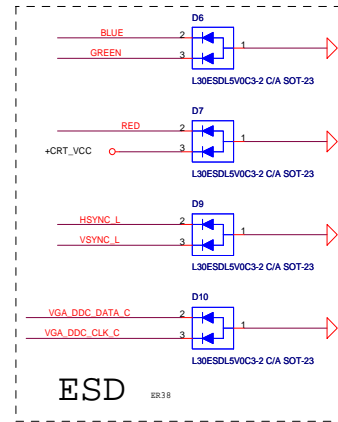 D6
BLUE 2 1
GREEN 3
L30ESDL5V0C3-2 C/A SOT-23
D7
RED 2 1
+CRT_VCC 3
L30ESDL5V0C3-2 C/A SOT-23
D9
HSYNC_L 2 1
VSYNC_L 3
L30ESDL5V0C3-2 C/A SOT-23
D10
VGA_DDC_DATA_C 2 1
VGA_DDC_CLK_C 3
L30ESDL5V0C3-2 C/A SOT-23
ESD ER38